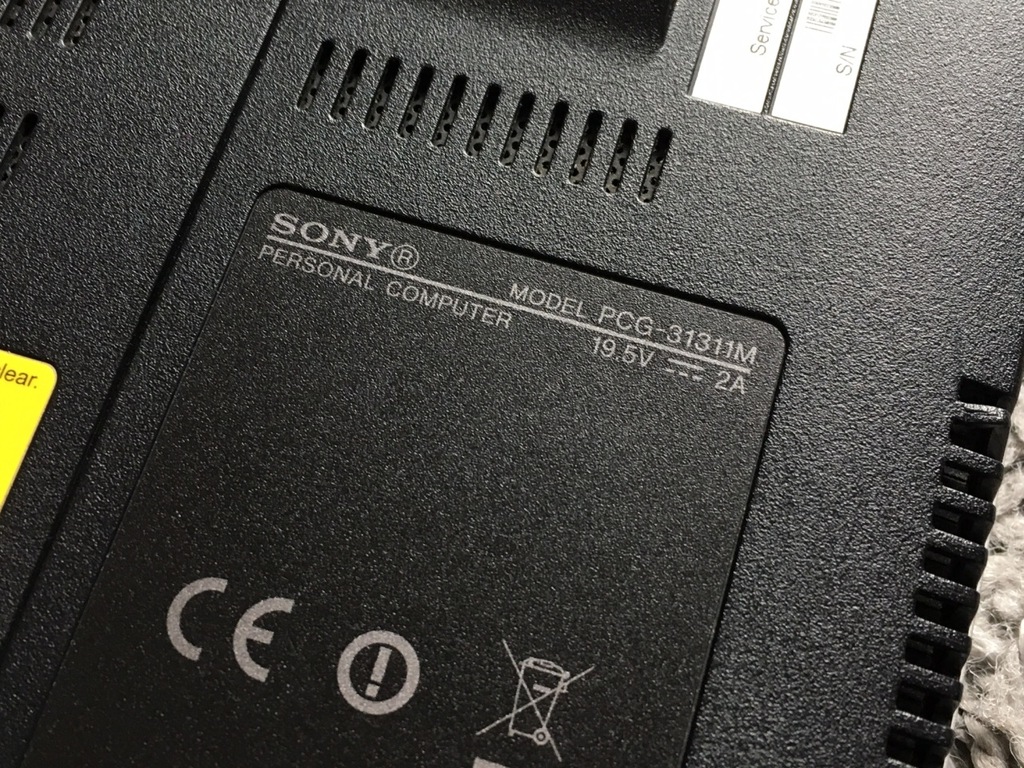 Service
S/N
SONY®
MODEL PCG-31311M
PERSONAL COMPUTER
19.5V ⎓ 2A
lear.
CE